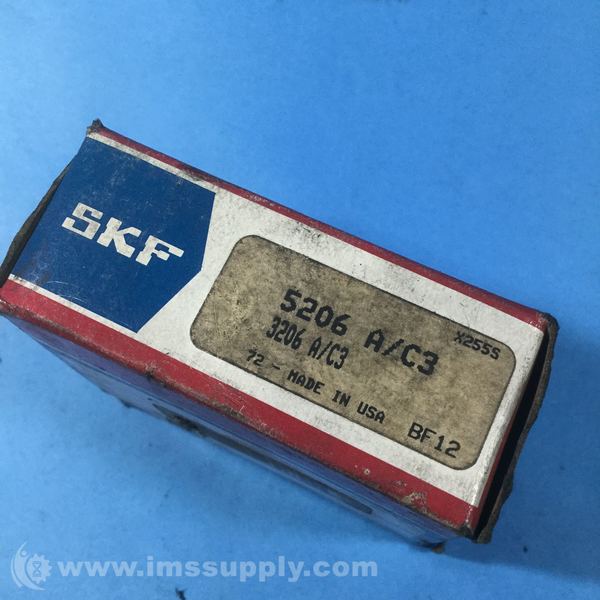 SKF
X255S
5206 A/C3
3206 A/C3
72 - MADE IN USA
BF12
www.imssupply.com